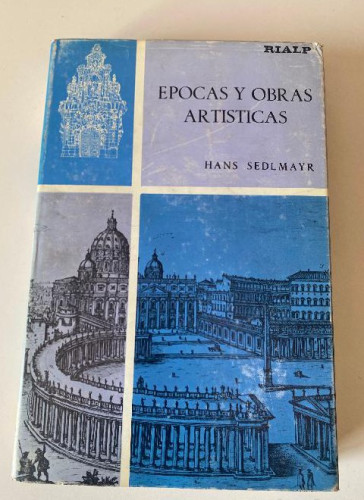 RIALP
EPOCAS Y OBRAS
ARTISTICAS
HANS SEDLMAYR